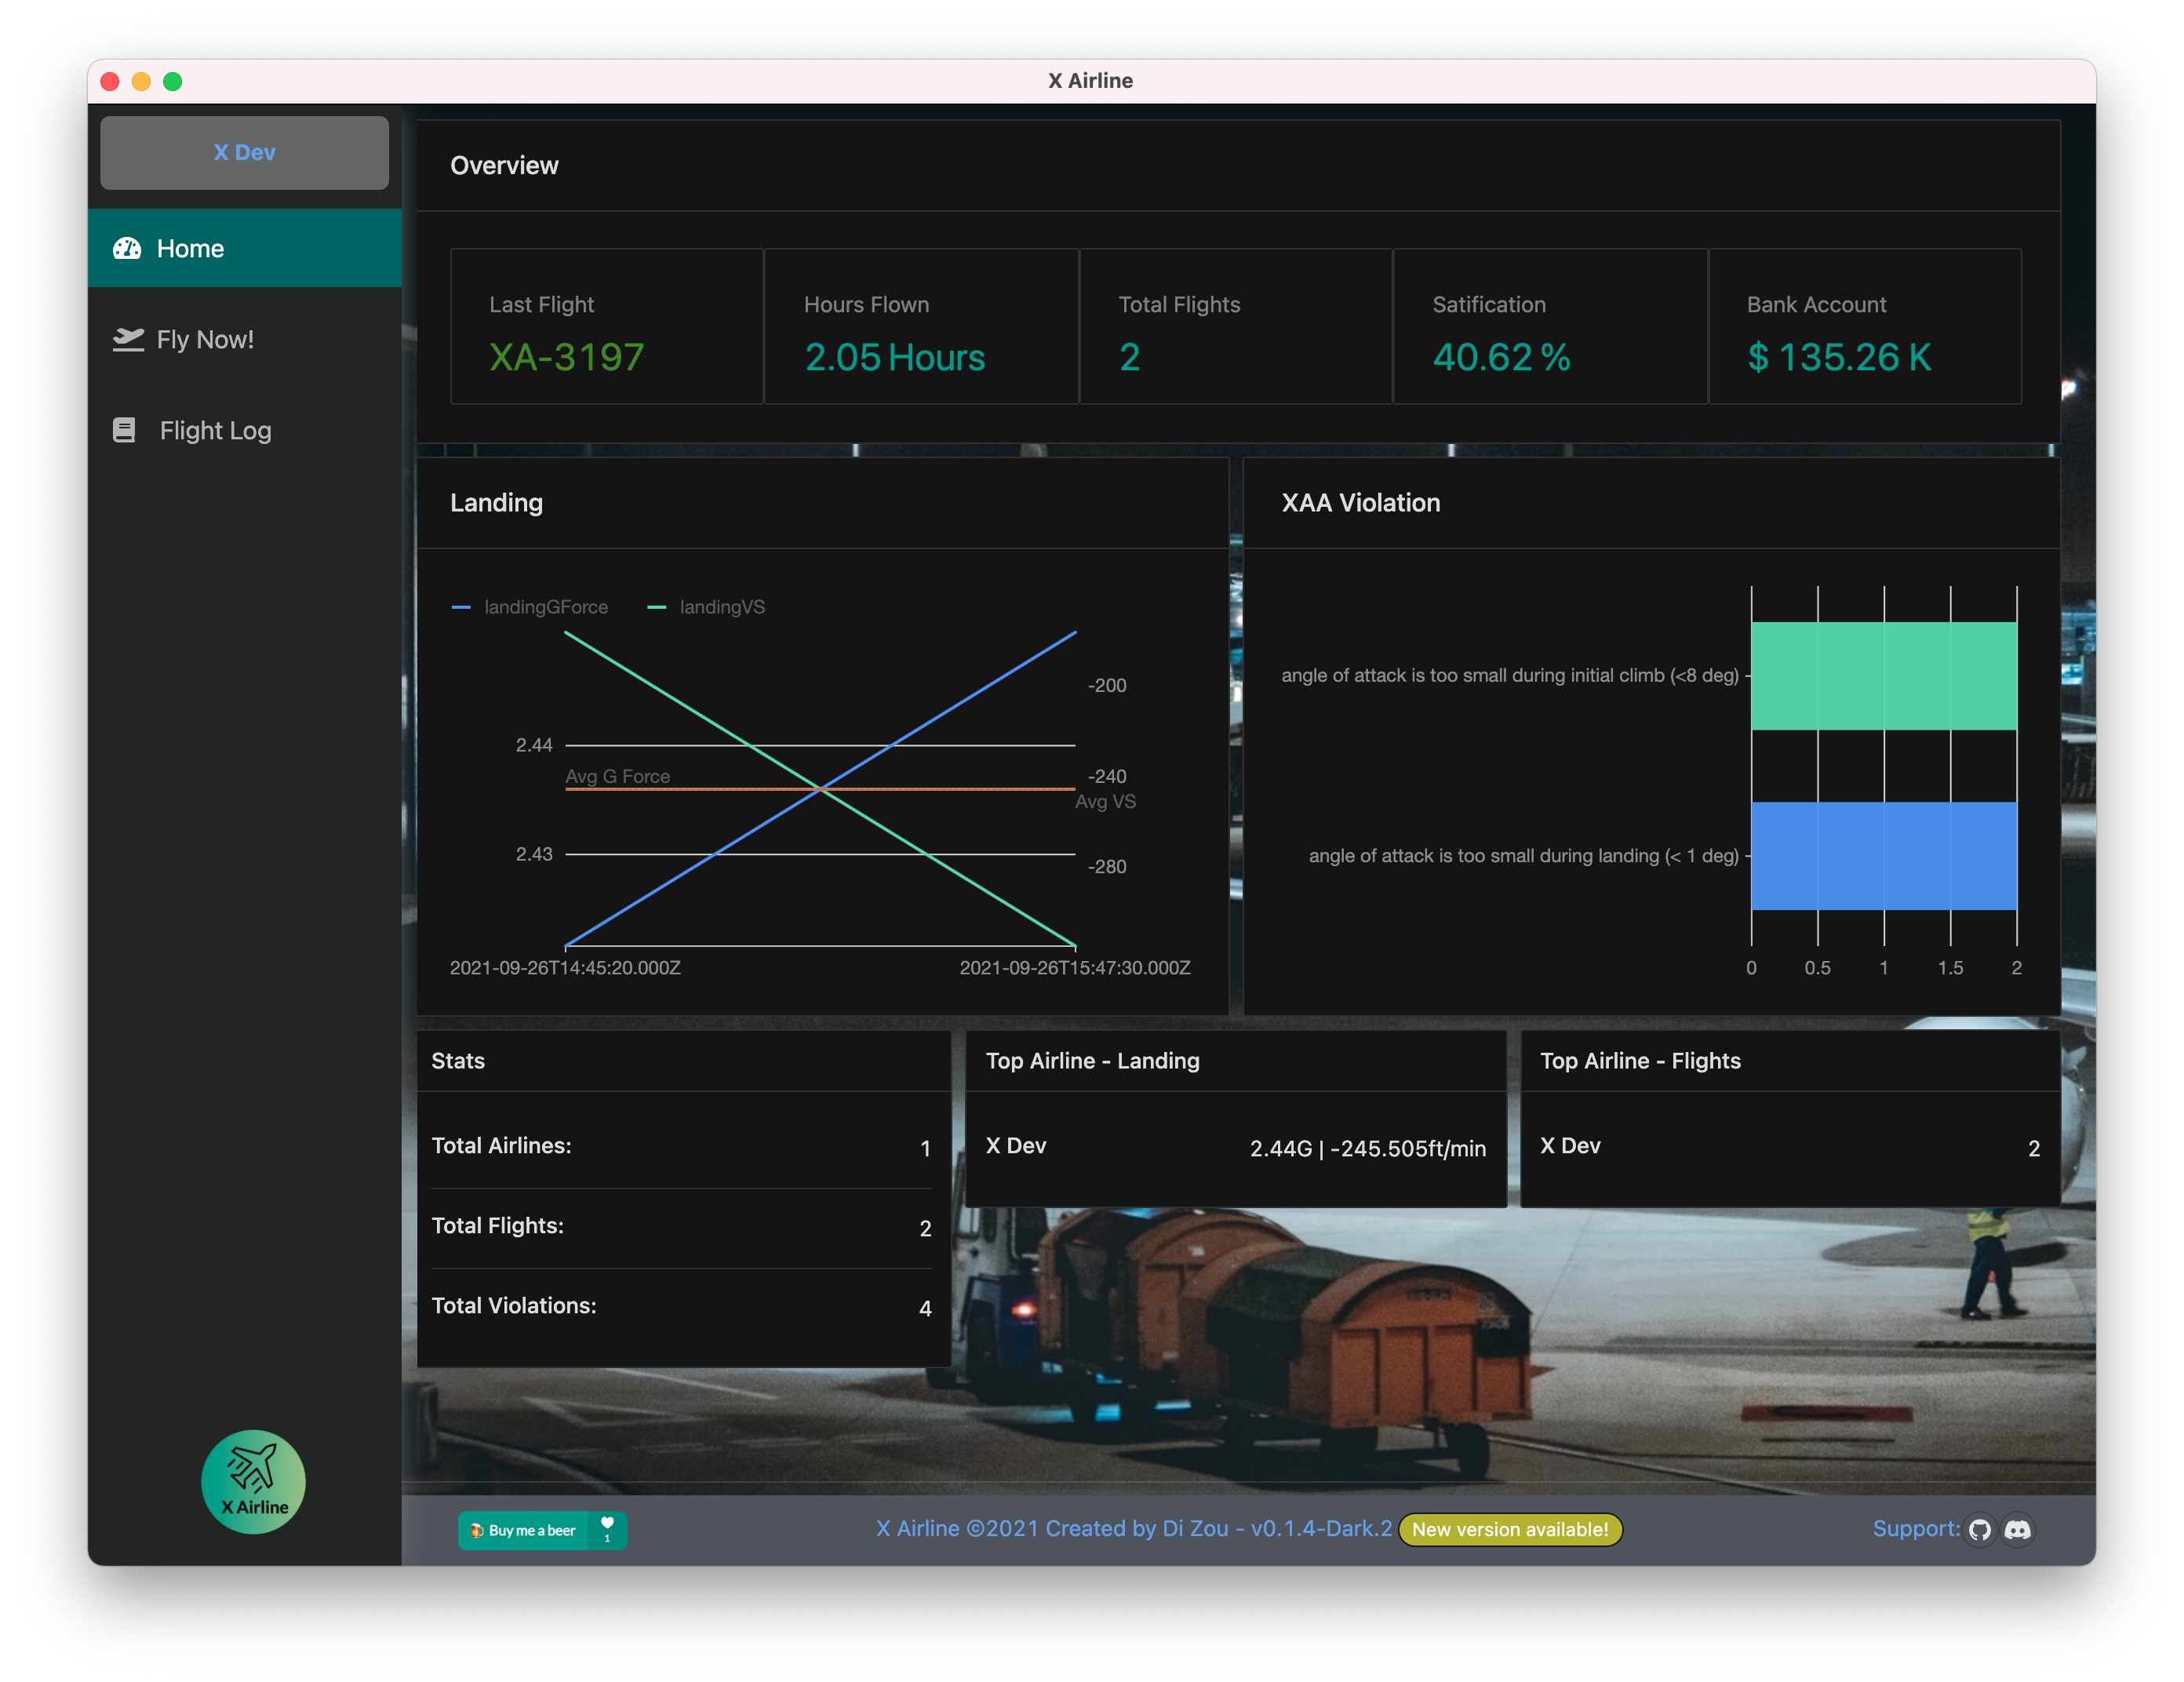 X Airline
X Dev
Home
Fly Now!
Flight Log
Overview
Last Flight
XA-3197
Hours Flown
2.05 Hours
Total Flights
2
Satification
40.62 %
Bank Account
$ 135.26 K
Landing
landingGForce
landingVS
2.44
2.43
Avg G Force
-200
-240
Avg VS
-280
2021-09-26T14:45:20.000Z
2021-09-26T15:47:30.000Z
XAA Violation
angle of attack is too small during initial climb (<8 deg)
angle of attack is too small during landing (< 1 deg)
0
0.5
1
1.5
2
Stats
Total Airlines:
1
Total Flights:
2
Total Violations:
4
Top Airline - Landing
X Dev
2.44G | -245.505ft/min
Top Airline - Flights
X Dev
2
X Airline
Buy me a beer
1
X Airline ©2021 Created by Di Zou - v0.1.4-Dark.2
New version available!
Support: